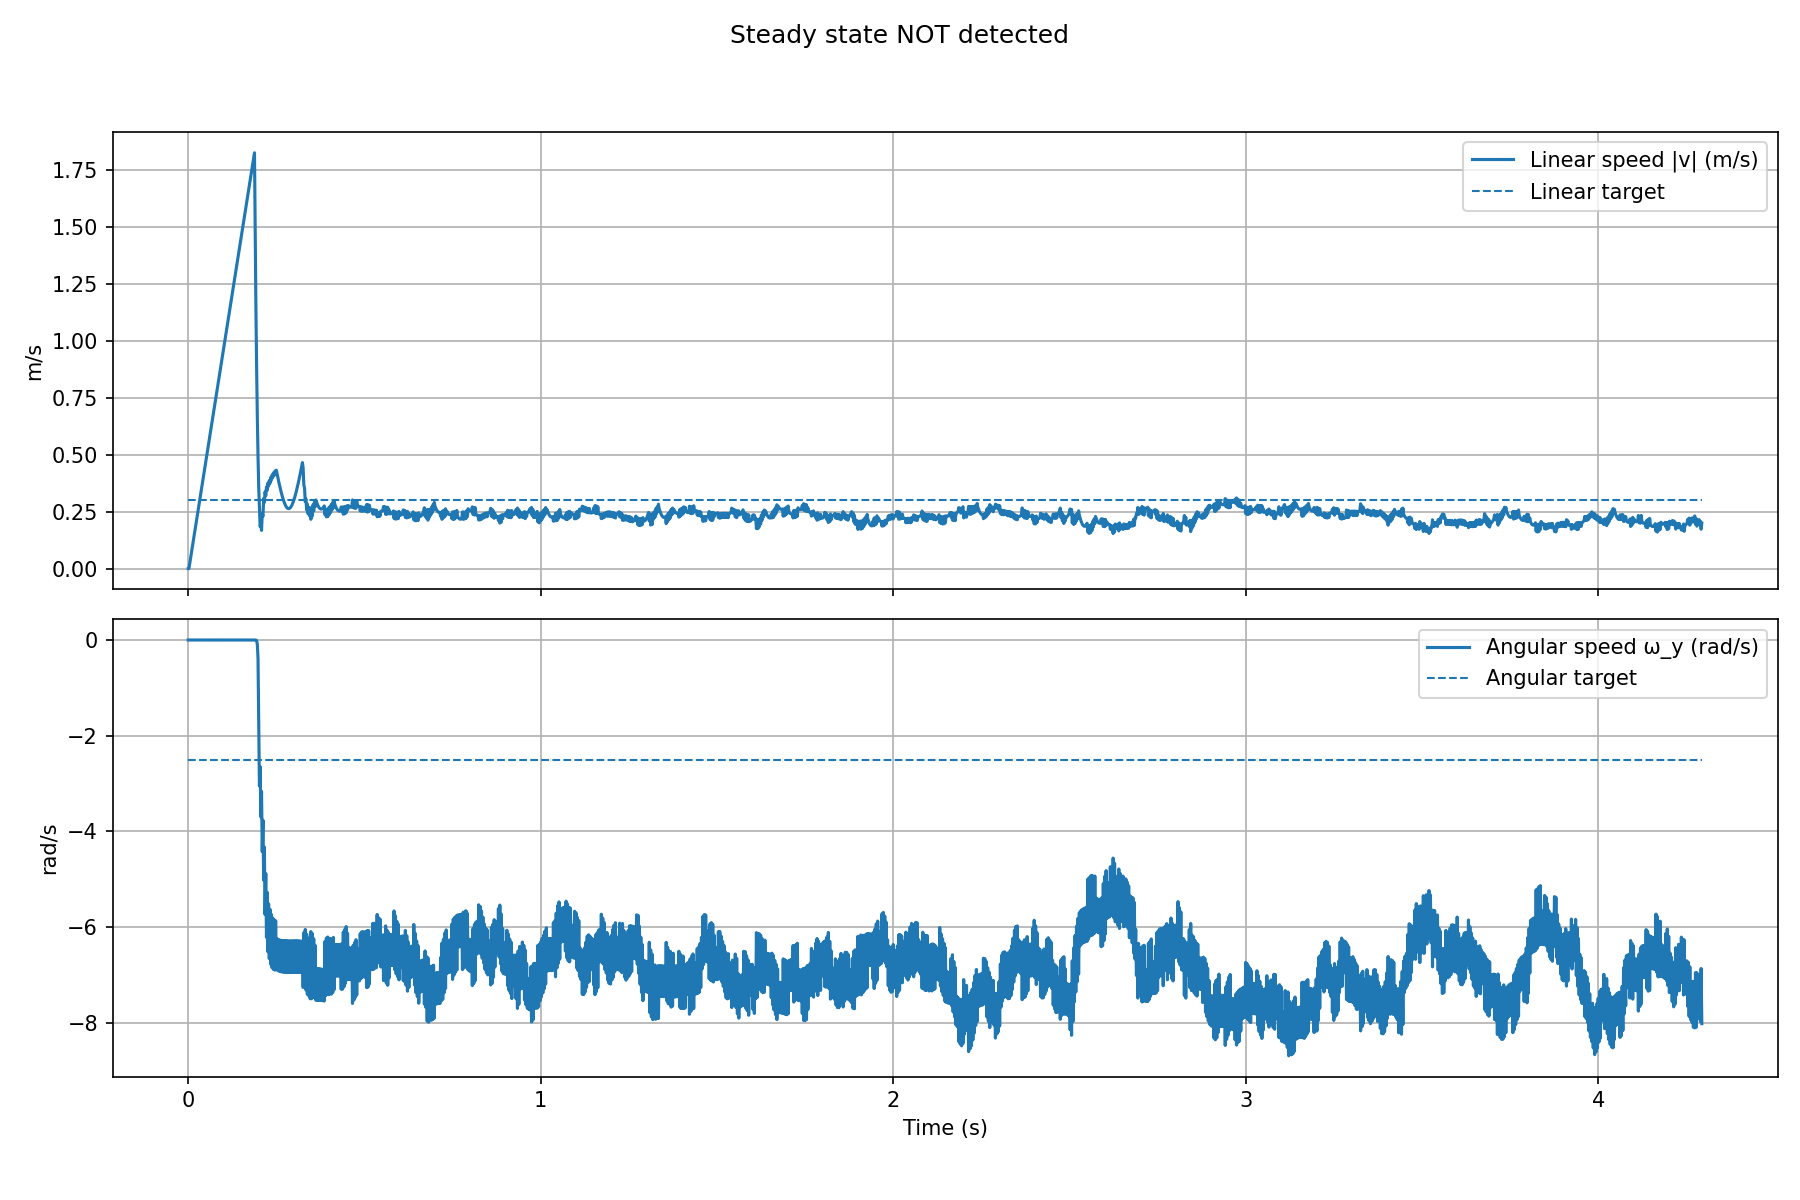 Steady state NOT detected
1.75
1.50
1.25
1.00
0.75
0.50
0.25
0.00
m/s
Linear speed |v| (m/s)
Linear target
0
−2
−4
−6
−8
rad/s
Angular speed ω_y (rad/s)
Angular target
0 1 2 3 4
Time (s)